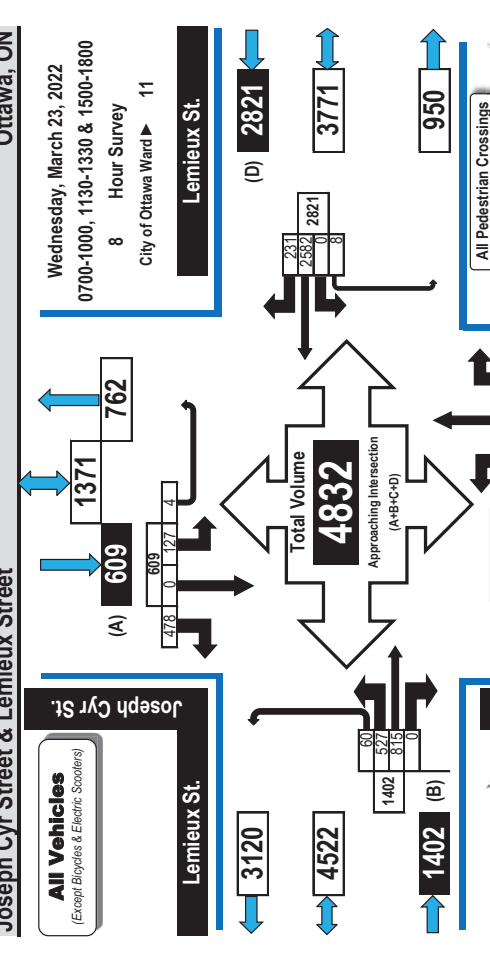 Joseph Cyr Street & Lemieux Street
Ottawa, ON
All Vehicles
(Except Bicycles & Electric Scooters)
Joseph Cyr St.
Lemieux St.
1371
762
(A)
609
609
478
0
127
4
Wednesday, March 23, 2022
0700-1000, 1130-1330 & 1500-1800
8 Hour Survey
City of Ottawa Ward ► 11
Lemieux St.
3120
4522
1402
(B)
1402
60
527
815
0
Total Volume
4832
Approaching Intersection
(A+B+C+D)
231
2582
0
8
2821
(D)
2821
3771
950
All Pedestrian Crossings